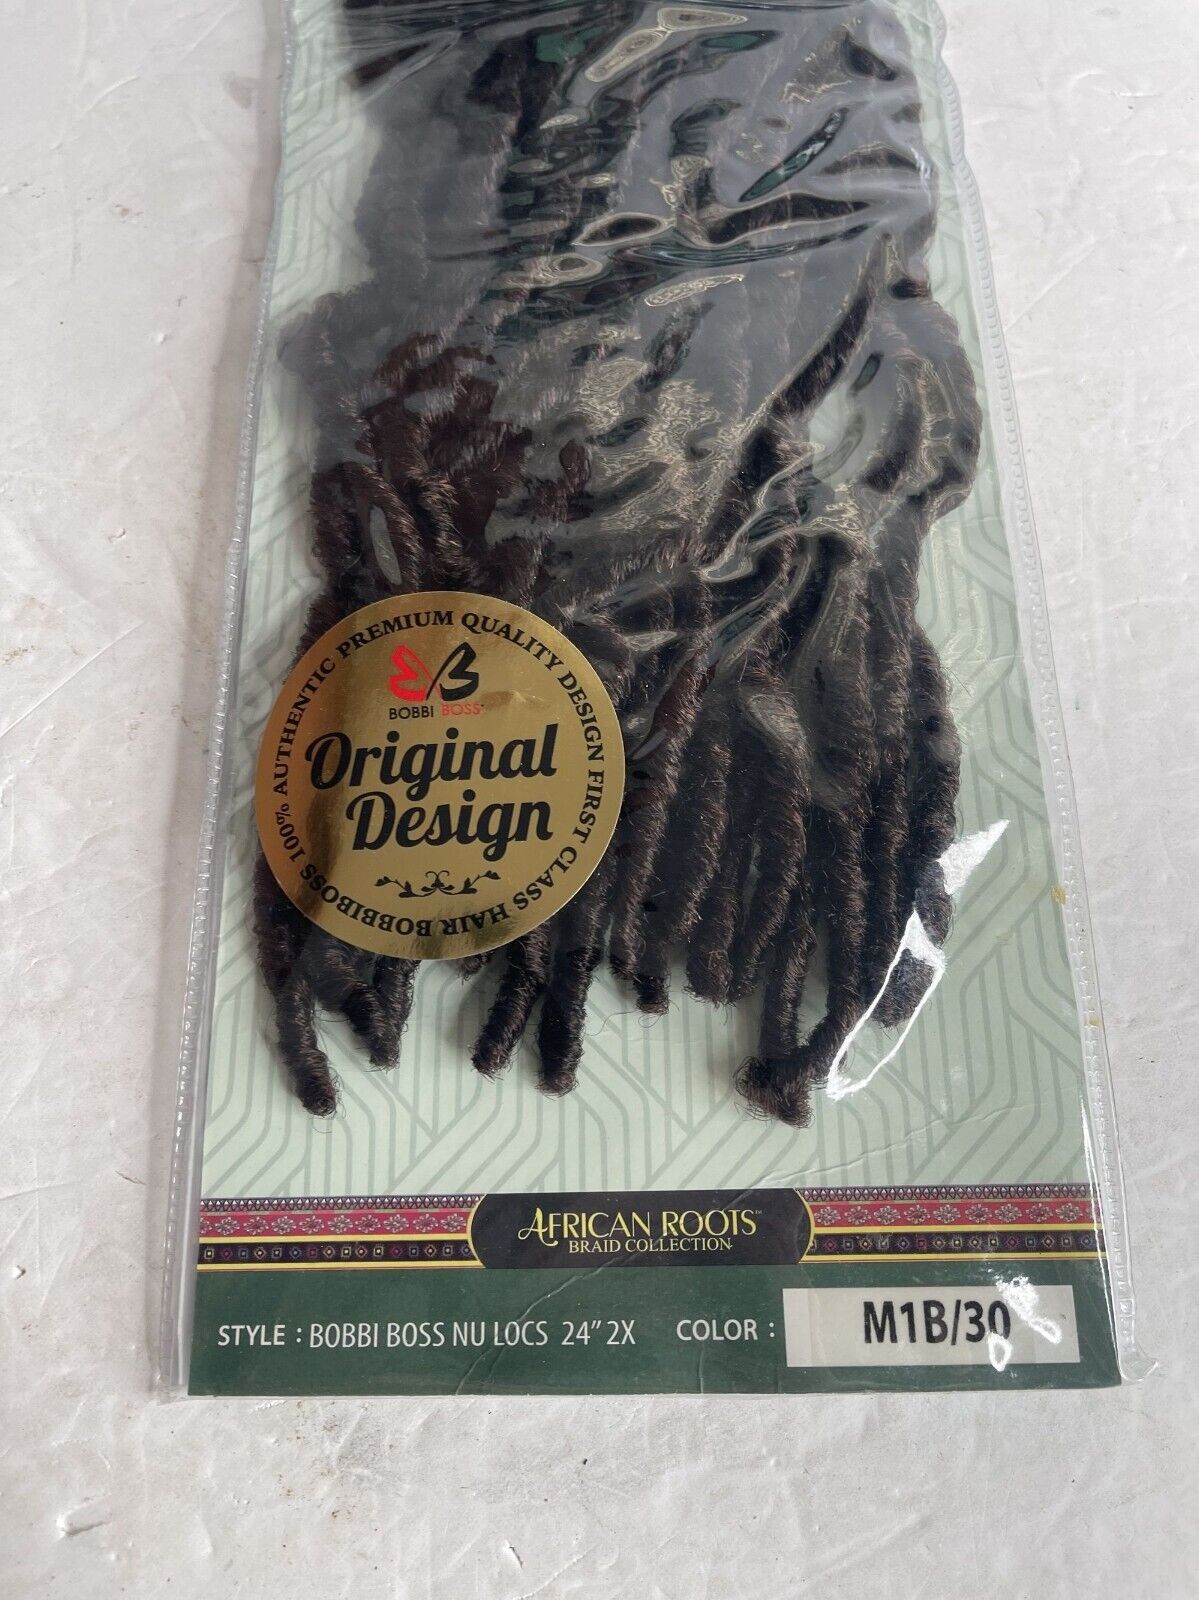 BOBBIBOSS 100% AUTHENTIC PREMIUM QUALITY DESIGN FIRST CLASS HAIR
BOBBI BOSS
Original
Design
AFRICAN ROOTS™
BRAID COLLECTION
STYLE : BOBBI BOSS NU LOCS 24" 2X COLOR : M1B/30